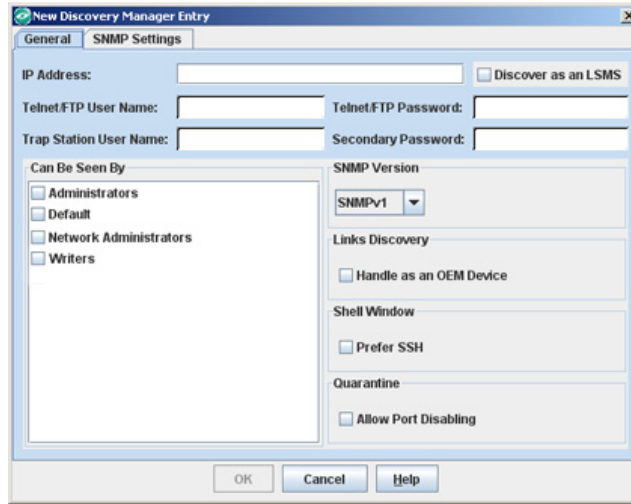 New Discovery Manager Entry
General SNMP Settings
IP Address: Discover as an LSMS
Telnet/FTP User Name: Telnet/FTP Password:
Trap Station User Name: Secondary Password:
Can Be Seen By
Administrators
Default
Network Administrators
Writers
SNMP Version
SNMPv1
Links Discovery
Handle as an OEM Device
Shell Window
Prefer SSH
Quarantine
Allow Port Disabling
OK Cancel Help